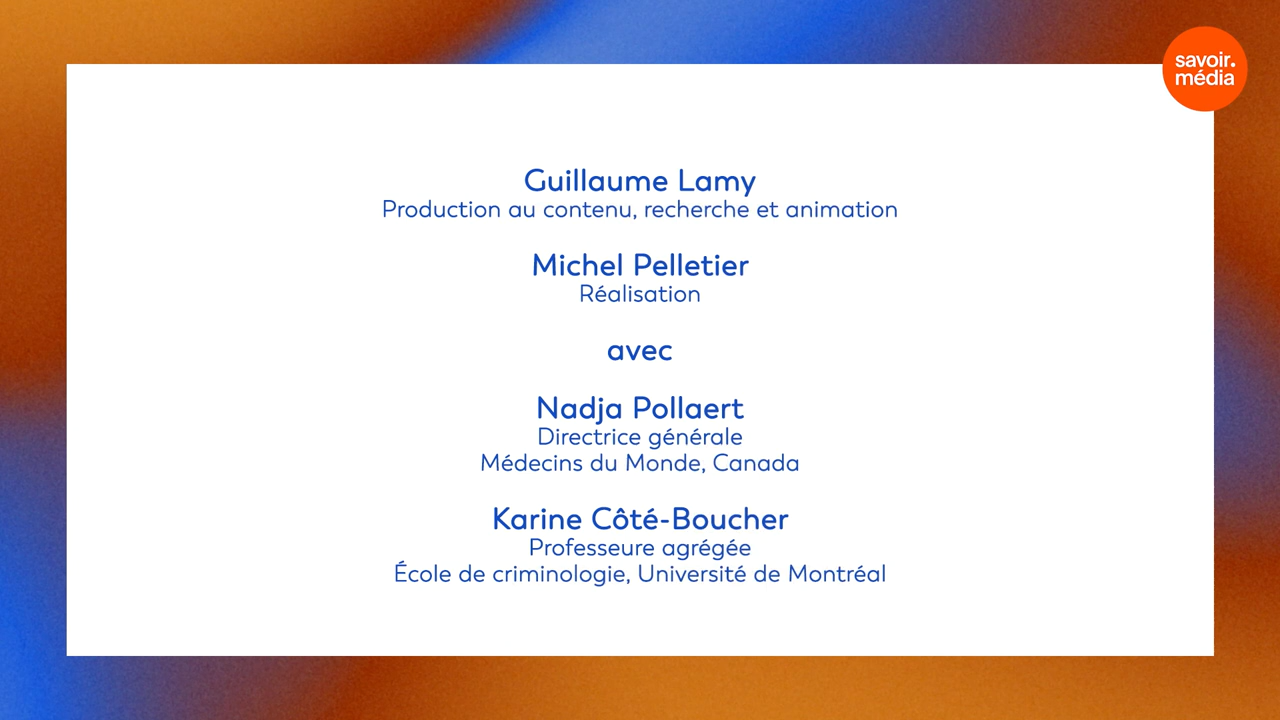 savoir.
média
Guillaume Lamy
Production au contenu, recherche et animation
Michel Pelletier
Réalisation
avec
Nadja Pollaert
Directrice générale
Médecins du Monde, Canada
Karine Côté-Boucher
Professeure agrégée
École de criminologie, Université de Montréal